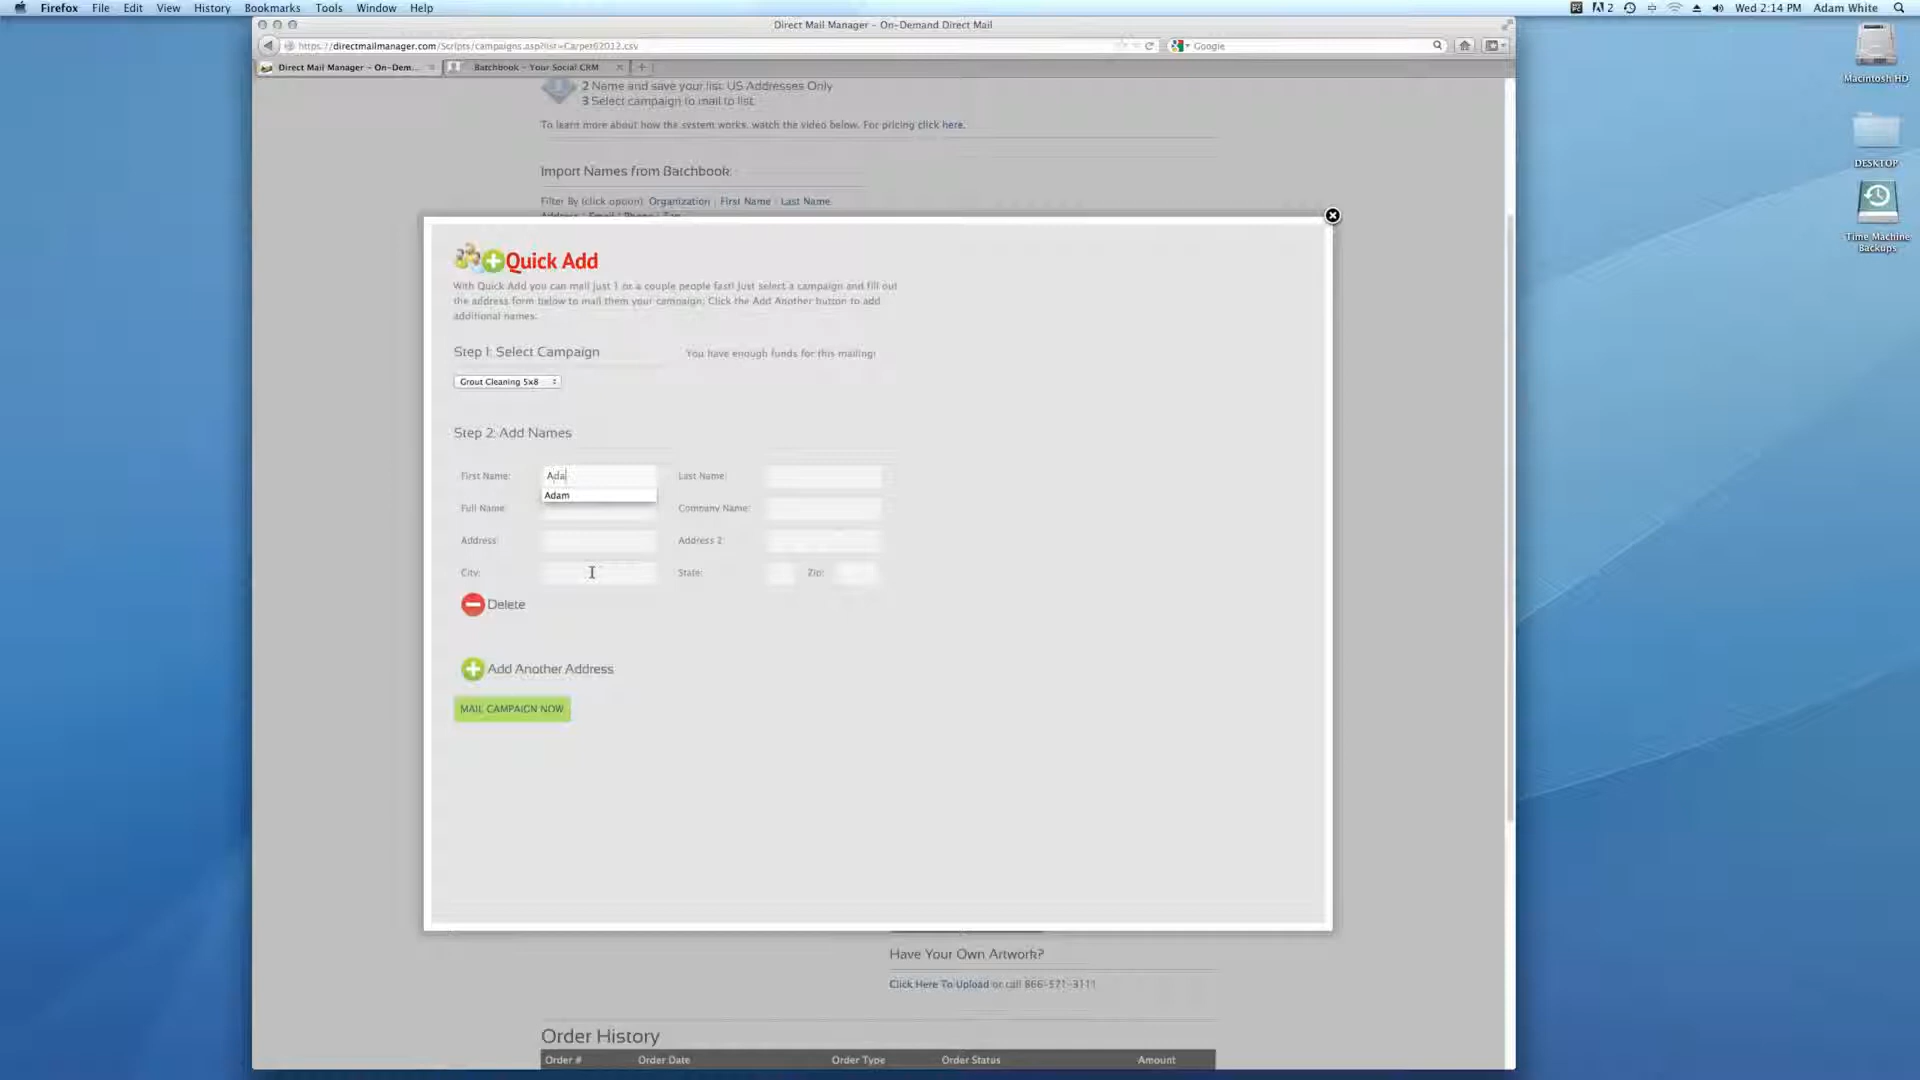 Firefox File Edit View History Bookmarks Tools Window Help
2 Wed 2:14 PM Adam White
Direct Mail Manager – On-Demand Direct Mail
https://directmailmanager.com/Scripts/campaigns.asp?list=Carpet02012.csv
Google
Direct Mail Manager – On-Dem...
Batchbook – Your Social CRM
Macintosh HD
DESKTOP
Time Machine
Backups
2 Name and save your list. US Addresses Only
3 Select campaign to mail to list.
To learn more about how the system works, watch the video below. For pricing click here.
Import Names from Batchbook
Filter By (click option) Organization | First Name | Last Name
Address | Email | Phone | Tag
Quick Add
With Quick Add you can mail just 1 or a couple people fast! Just select a campaign and fill out
the address form below to mail them your campaign. Click the Add Another button to add
additional names.
Step 1: Select Campaign
You have enough funds for this mailing!
Grout Cleaning 5x8
Step 2: Add Names
First Name: Ada
Last Name:
Adam
Full Name:
Company Name:
Address:
Address 2:
City:
State:
Zip:
Delete
Add Another Address
MAIL CAMPAIGN NOW
Have Your Own Artwork?
Click Here To Upload or call 866-571-3111
Order History
Order # Order Date Order Type Order Status Amount